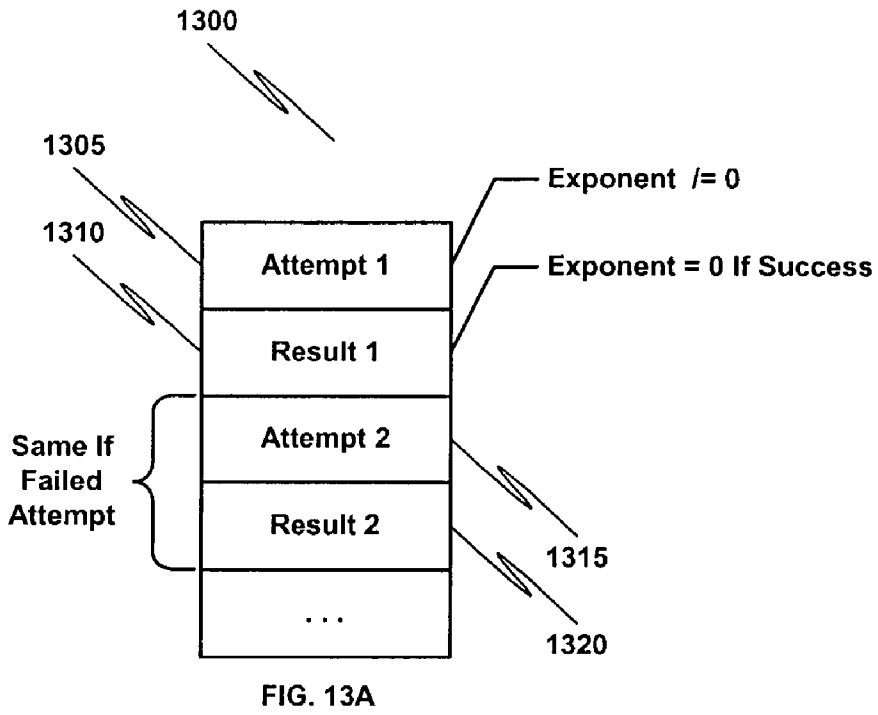 1300
1305
1310
Exponent /= 0
Exponent = 0 If Success
Attempt 1
Result 1
Attempt 2
Result 2
. . .
Same If
Failed
Attempt
1315
1320
FIG. 13A